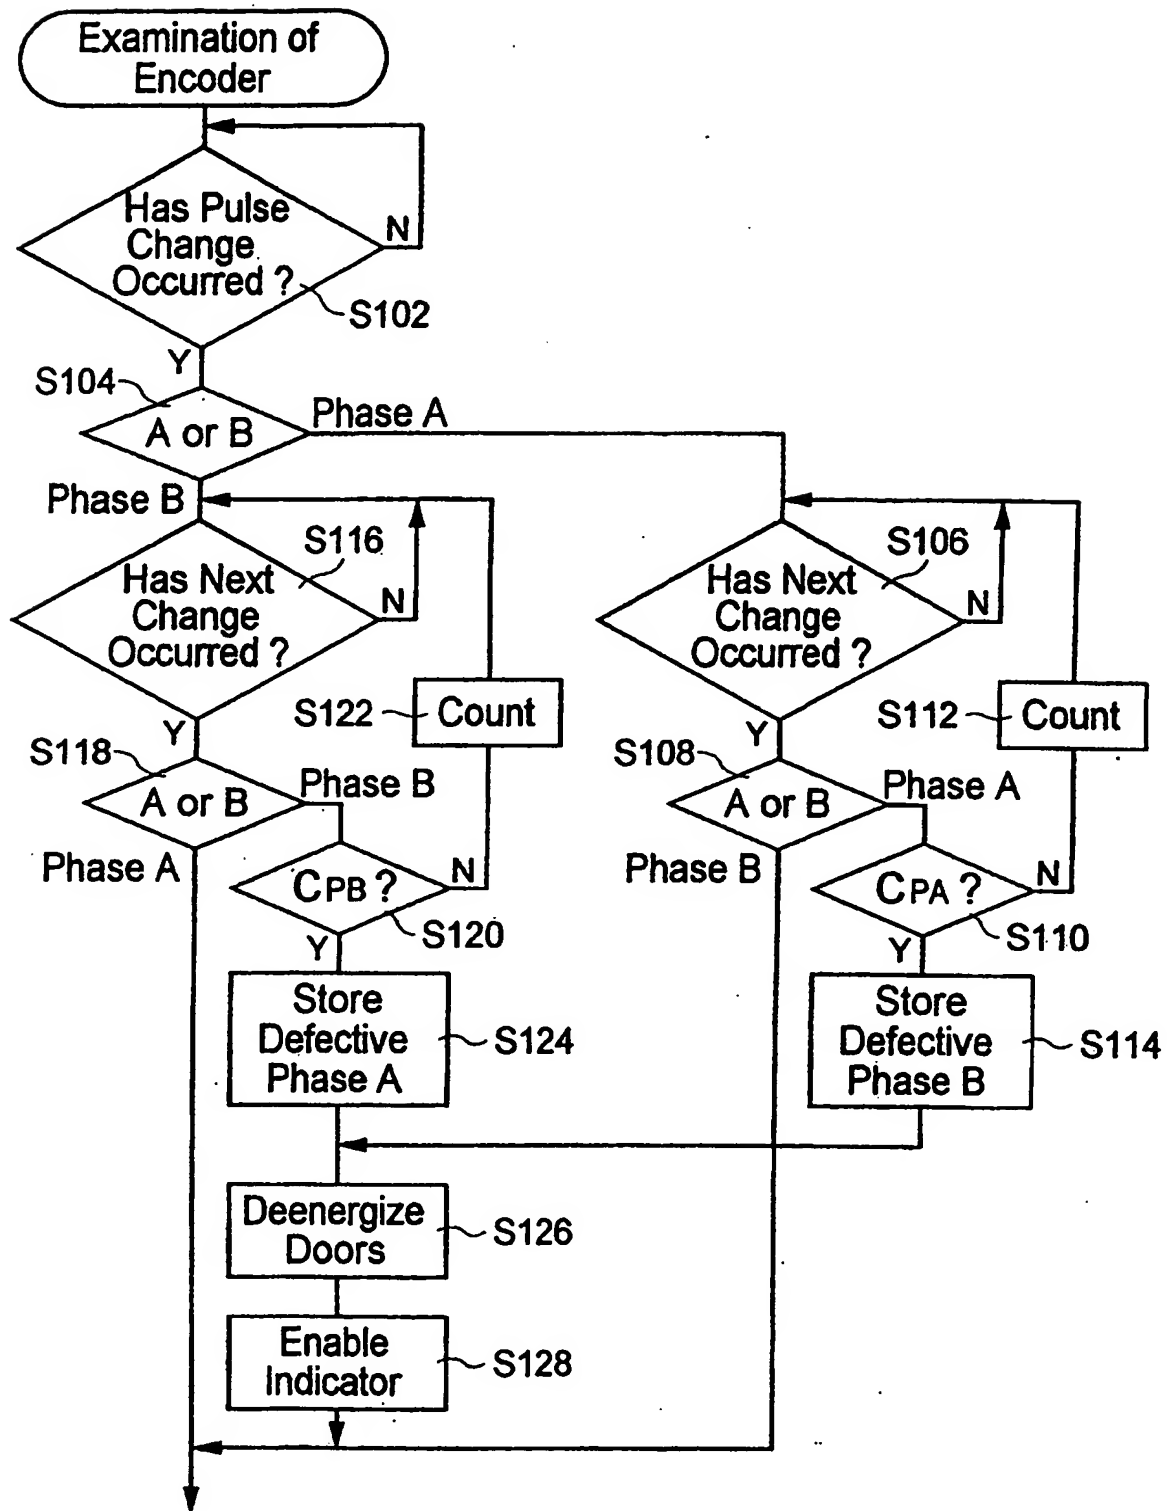 Examination of
Encoder
Has Pulse
Change
Occurred ?
N
S102
Y
S104
A or B
Phase A
Phase B
S116
Has Next
Change
Occurred ?
N
S106
Has Next
Change
Occurred ?
N
S122
Count
S112
Count
Y
S118
A or B
Phase B
Phase A
Y
S108
A or B
Phase A
Phase B
CPB ?
N
S120
Y
CPA ?
N
S110
Y
Store
Defective
Phase A
S124
Store
Defective
Phase B
S114
Deenergize
Doors
S126
Enable
Indicator
S128